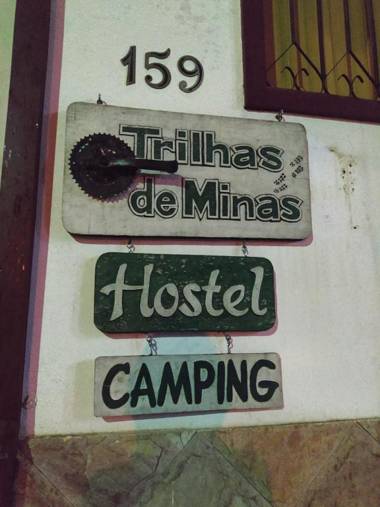 159
Trilhas
de Minas
Hostel
CAMPING